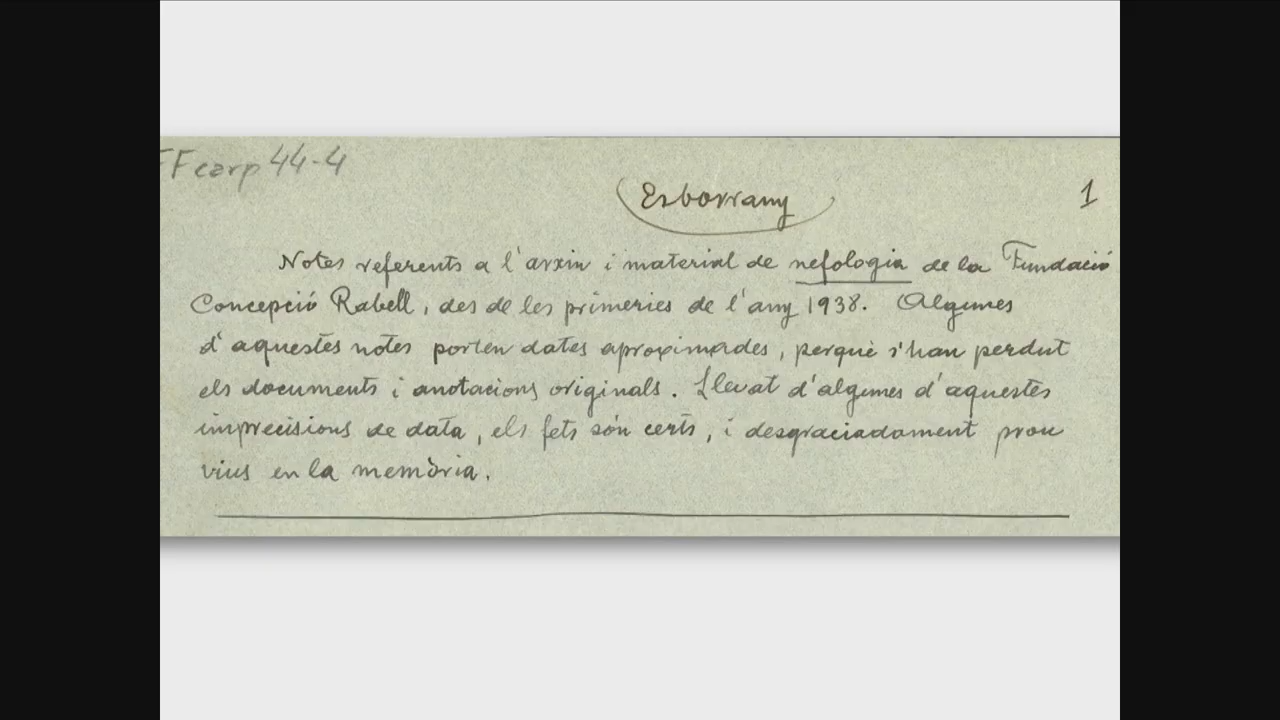 FF carp 44-4
Esborrany
1
Notes referents a l'arxiu i material de nefologia de la Fundació
Concepció Rabell, des de les primeries de l'any 1938. (Algunes
d'aquestes notes porten dates aproximades, perquè s'han perdut
els documents i anotacions originals. Llevat d'algunes d'aquestes
imprecisions de data, els fets són certs, i desgraciadament prou
vius en la memòria.